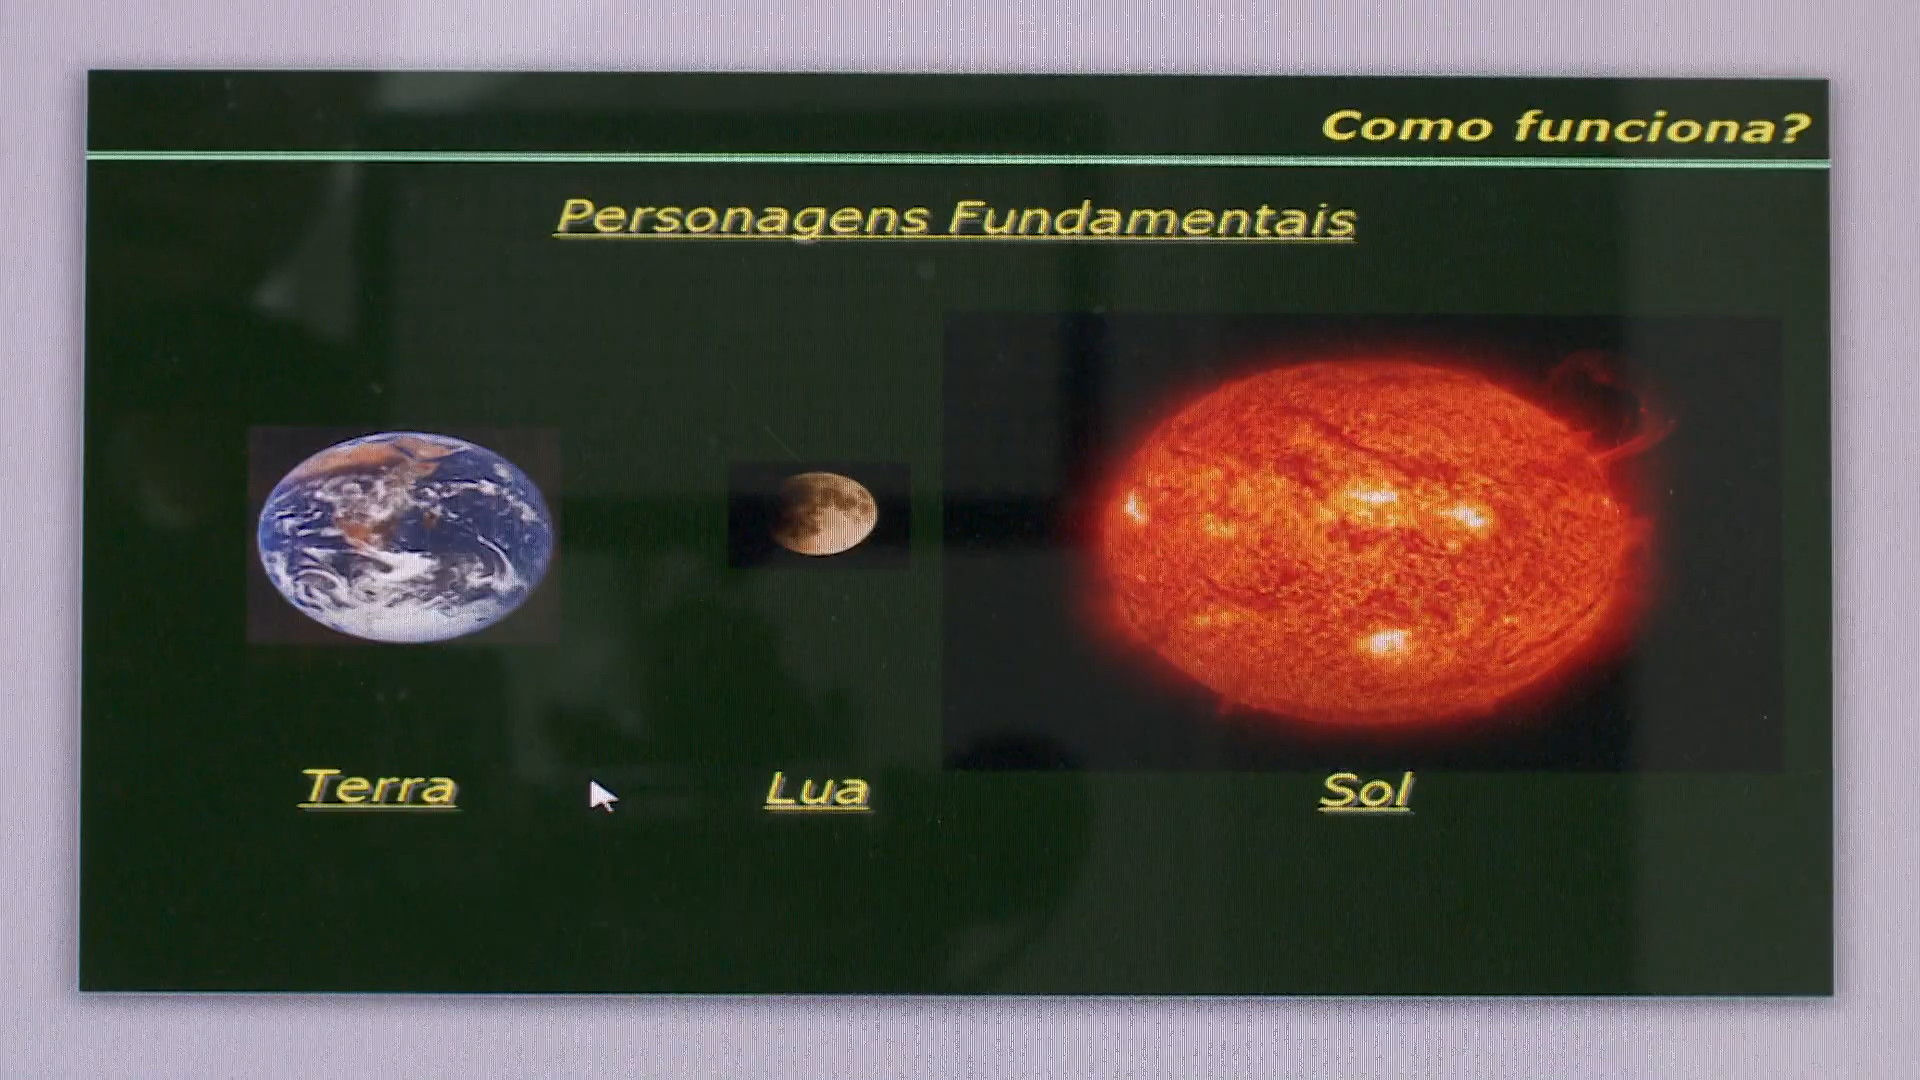 Como funciona?
Personagens Fundamentais
Terra
Lua
Sol